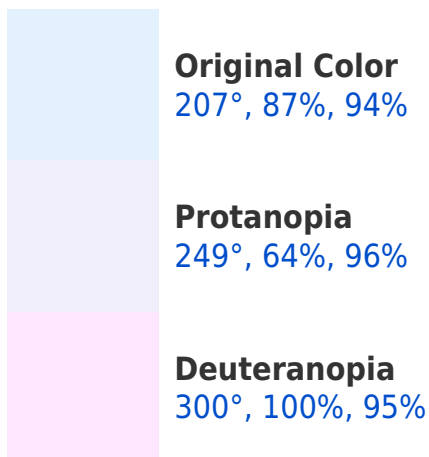 Original Color
207°, 87%, 94%
Protanopia
249°, 64%, 96%
Deuteranopia
300°, 100%, 95%